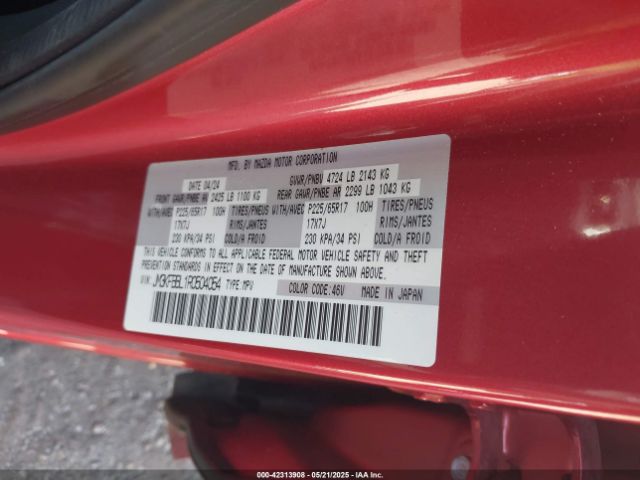 MFD. BY MAZDA MOTOR CORPORATION
DATE 04/24 GVWR/PNBV 4724 LB 2143 KG
FRONT GAWR/PNBE AV 2425 LB 1100 KG REAR GAWR/PNBE AR 2299 LB 1043 KG
WITH/AVEC P225/65R17 100H TIRES/PNEUS WITH/AVEC P225/65R17 100H TIRES/PNEUS
17X7J RIMS/JANTES 17X7J RIMS/JANTES
230 KPA/34 PSI COLD/A FROID 230 KPA/34 PSI COLD/A FROID
THIS VEHICLE CONFORMS TO ALL APPLICABLE FEDERAL MOTOR VEHICLE SAFETY AND THEFT
PREVENTION STANDARDS IN EFFECT ON THE DATE OF MANUFACTURE SHOWN ABOVE.
VIN: JM3KFBBL1R0504054 TYPE:MPV COLOR CODE:46V MADE IN JAPAN
000-42313908 - 05/21/2025 - IAA Inc.